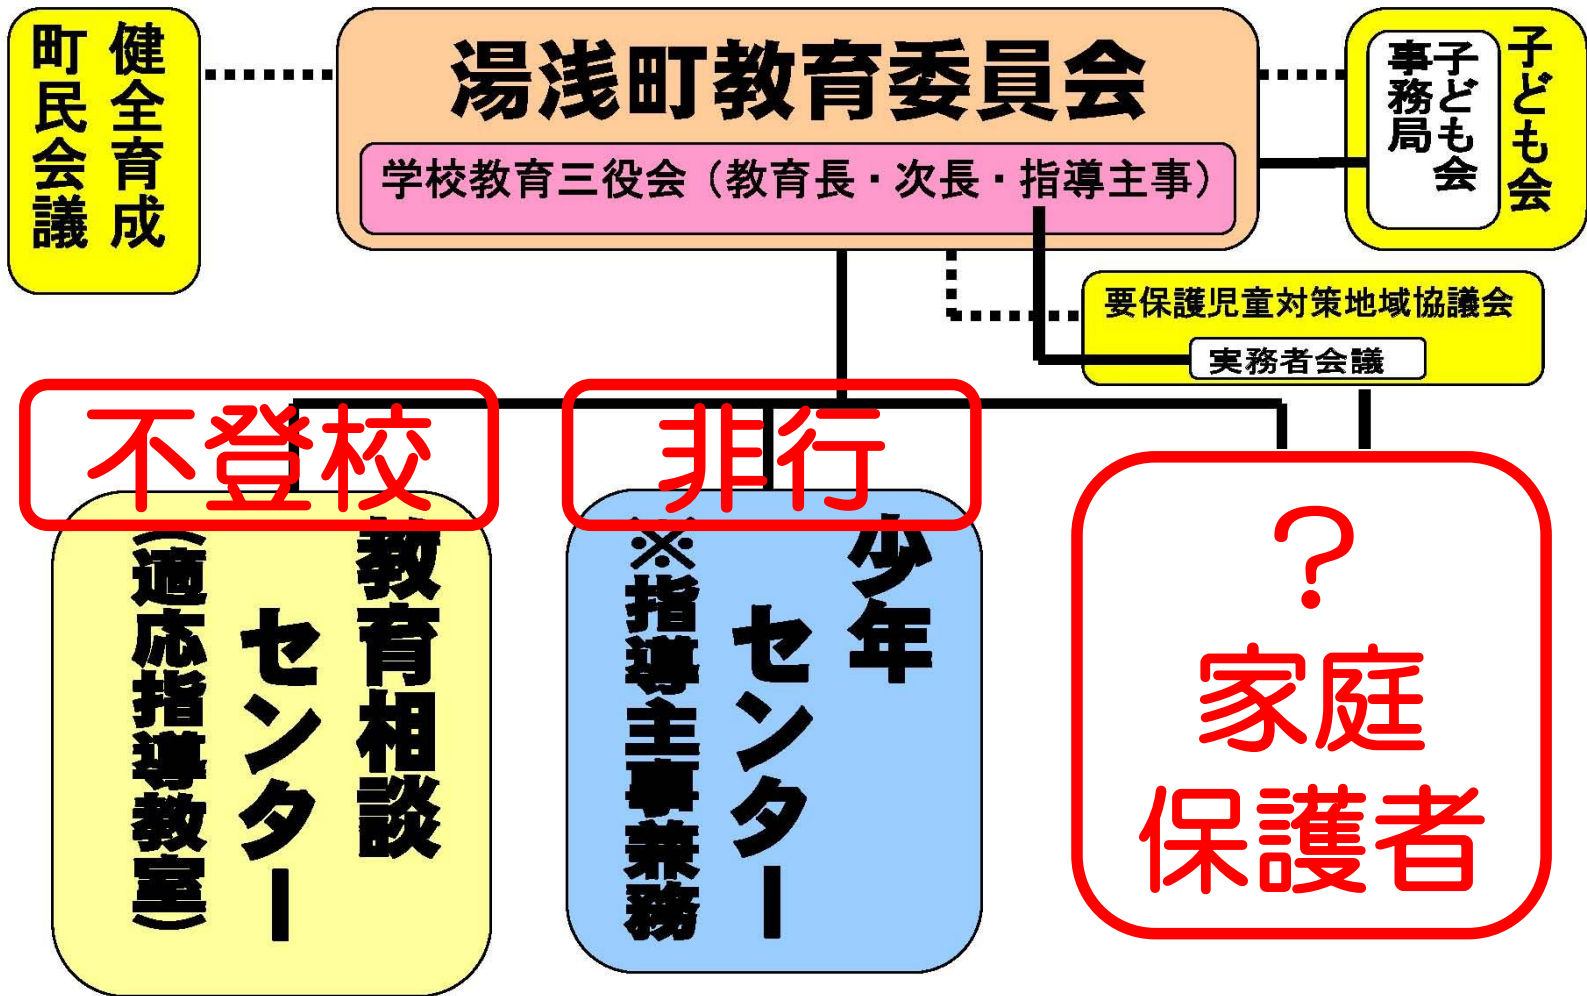 健全育成
町民会議
湯浅町教育委員会
学校教育三役会（教育長・次長・指導主事）
子ども会
子ども会
事務局
要保護児童対策地域協議会
実務者会議
不登校
教育相談
センター
（適応指導教室）
非行
少年
センター
※指導主事兼務
？
家庭
保護者